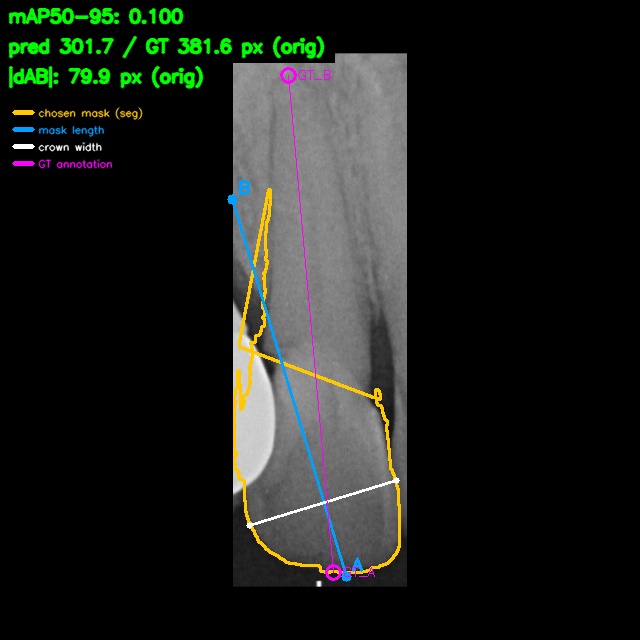 mAP50-95: 0.100
pred 301.7 / GT 381.6 px (orig)
|dAB|: 79.9 px (orig)
chosen mask (seg)
mask length
crown width
GT annotation
GT_B
B
A
GT_A